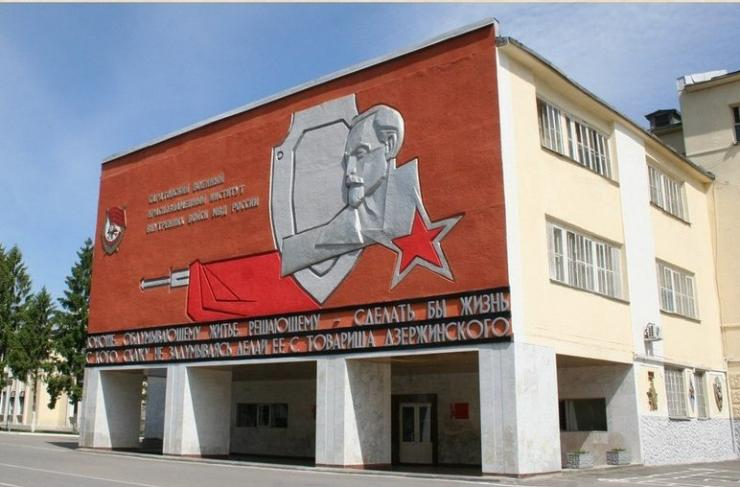 САРАТОВСКИЙ ВОЕННЫЙ
КРАСНОЗНАМЕННЫЙ ИНСТИТУТ
ВНУТРЕННИХ ВОЙСК МВД РОССИИ
ЮНОШЕ, ОБДУМЫВАЮЩЕМУ ЖИТЬЕ, РЕШАЮЩЕМУ – СДЕЛАТЬ БЫ ЖИЗНЬ
С КОГО, СКАЖУ НЕ ЗАДУМЫВАЯСЬ ДЕЛАЙ ЕЕ С ТОВАРИЩА ДЗЕРЖИНСКОГО